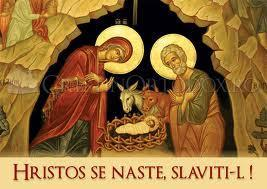 HRISTOS SE NASTE, SLAVITI-L !